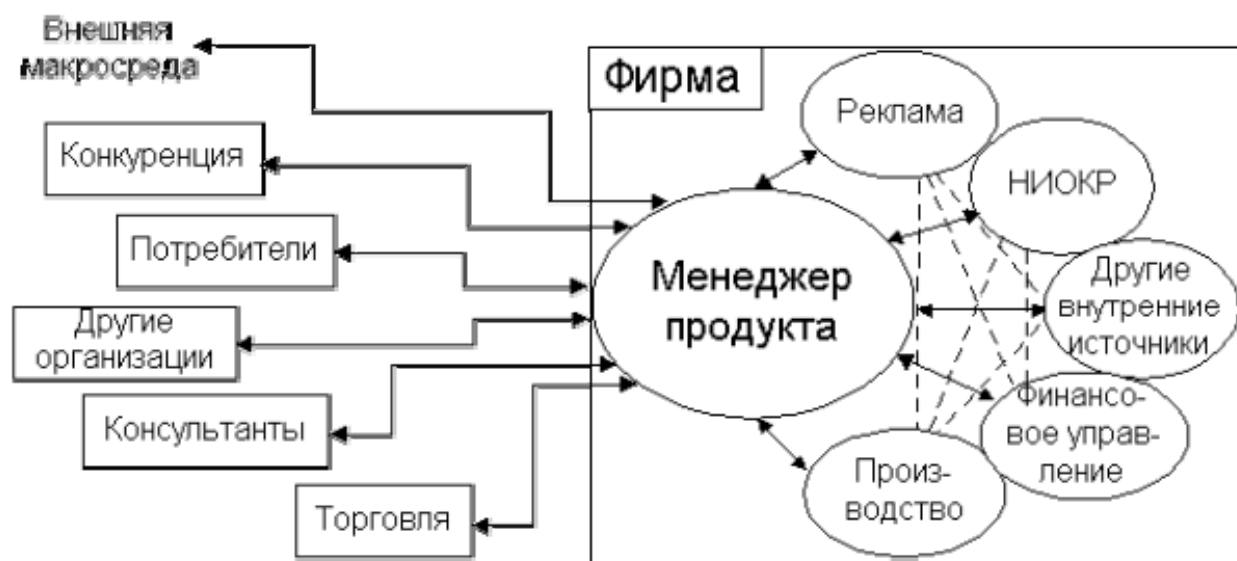 Внешняя
макросреда
Конкуренция
Потребители
Другие
организации
Консультанты
Торговля
Фирма
Менеджер
продукта
Реклама
НИОКР
Другие
внутренние
источники
Финансо-
вое управ-
ление
Произ-
водство